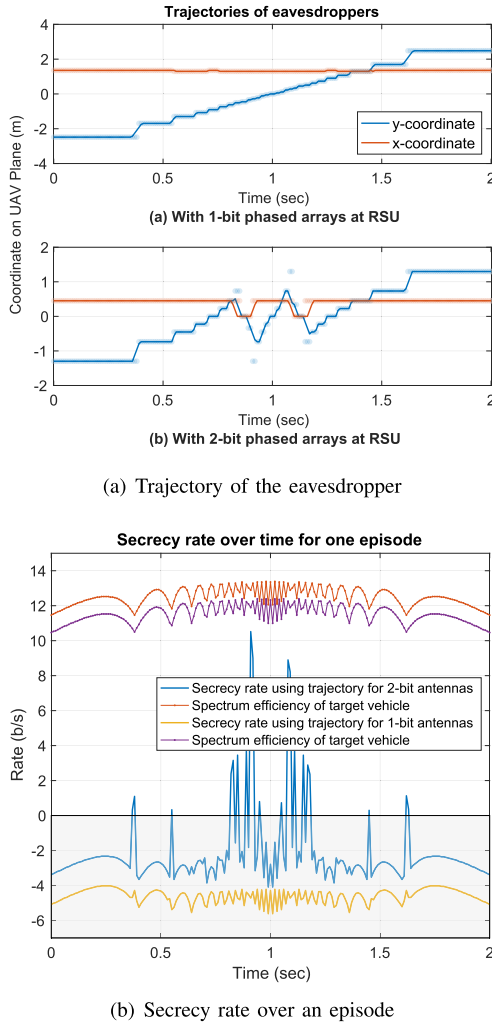 Trajectories of eavesdroppers
4
2
0
-2
-4
y-coordinate
x-coordinate
0
0.5
1
1.5
2
Time (sec)
(a) With 1-bit phased arrays at RSU
Coordinate on UAV Plane (m)
2
1
0
-1
-2
0
0.5
1
1.5
2
Time (sec)
(b) With 2-bit phased arrays at RSU
(a) Trajectory of the eavesdropper
Secrecy rate over time for one episode
14
12
10
8
6
4
2
0
-2
-4
-6
Rate (b/s)
Secrecy rate using trajectory for 2-bit antennas
Spectrum efficiency of target vehicle
Secrecy rate using trajectory for 1-bit antennas
Spectrum efficiency of target vehicle
0
0.5
1
1.5
2
Time (sec)
(b) Secrecy rate over an episode